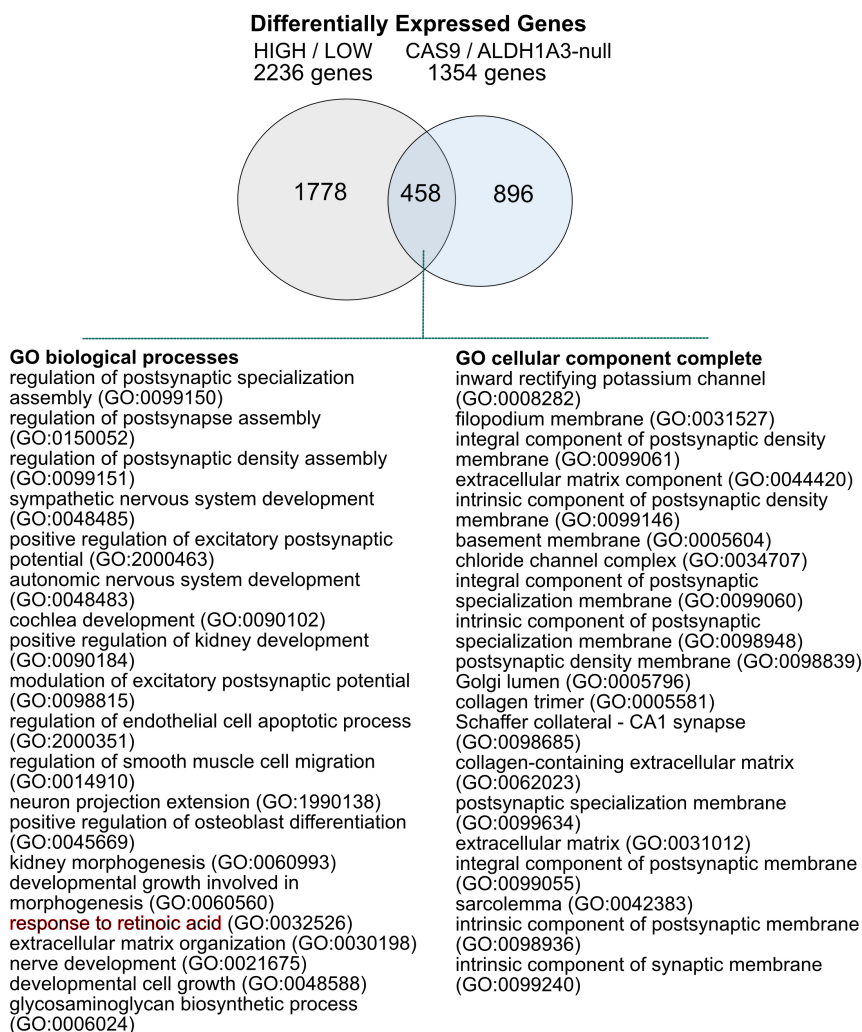 Differentially Expressed Genes
HIGH / LOW
2236 genes
CAS9 / ALDH1A3-null
1354 genes
1778
458
896
GO biological processes
regulation of postsynaptic specialization
assembly (GO:0099150)
regulation of postsynapse assembly
(GO:0150052)
regulation of postsynaptic density assembly
(GO:0099151)
sympathetic nervous system development
(GO:0048485)
positive regulation of excitatory postsynaptic
potential (GO:2000463)
autonomic nervous system development
(GO:0048483)
cochlea development (GO:0090102)
positive regulation of kidney development
(GO:0090184)
modulation of excitatory postsynaptic potential
(GO:0098815)
regulation of endothelial cell apoptotic process
(GO:2000351)
regulation of smooth muscle cell migration
(GO:0014910)
neuron projection extension (GO:1990138)
positive regulation of osteoblast differentiation
(GO:0045669)
kidney morphogenesis (GO:0060993)
developmental growth involved in
morphogenesis (GO:0060560)
response to retinoic acid (GO:0032526)
extracellular matrix organization (GO:0030198)
nerve development (GO:0021675)
developmental cell growth (GO:0048588)
glycosaminoglycan biosynthetic process
(GO:0006024)
GO cellular component complete
inward rectifying potassium channel
(GO:0008282)
filopodium membrane (GO:0031527)
integral component of postsynaptic density
membrane (GO:0099061)
extracellular matrix component (GO:0044420)
intrinsic component of postsynaptic density
membrane (GO:0099146)
basement membrane (GO:0005604)
chloride channel complex (GO:0034707)
integral component of postsynaptic
specialization membrane (GO:0099060)
intrinsic component of postsynaptic
specialization membrane (GO:0098948)
postsynaptic density membrane (GO:0098839)
Golgi lumen (GO:0005796)
collagen trimer (GO:0005581)
Schaffer collateral - CA1 synapse
(GO:0098685)
collagen-containing extracellular matrix
(GO:0062023)
postsynaptic specialization membrane
(GO:0099634)
extracellular matrix (GO:0031012)
integral component of postsynaptic membrane
(GO:0099055)
sarcolemma (GO:0042383)
intrinsic component of postsynaptic membrane
(GO:0098936)
intrinsic component of synaptic membrane
(GO:0099240)